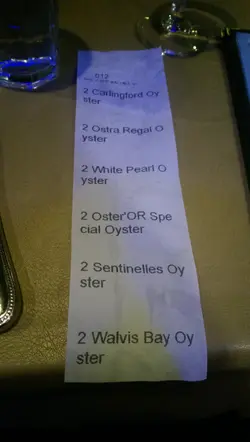 012
2 Carlingford Oy
ster
2 Ostra Regal O
yster
2 White Pearl O
yster
2 Oster'OR Spe
cial Oyster
2 Sentinelles Oy
ster
2 Walvis Bay Oy
ster